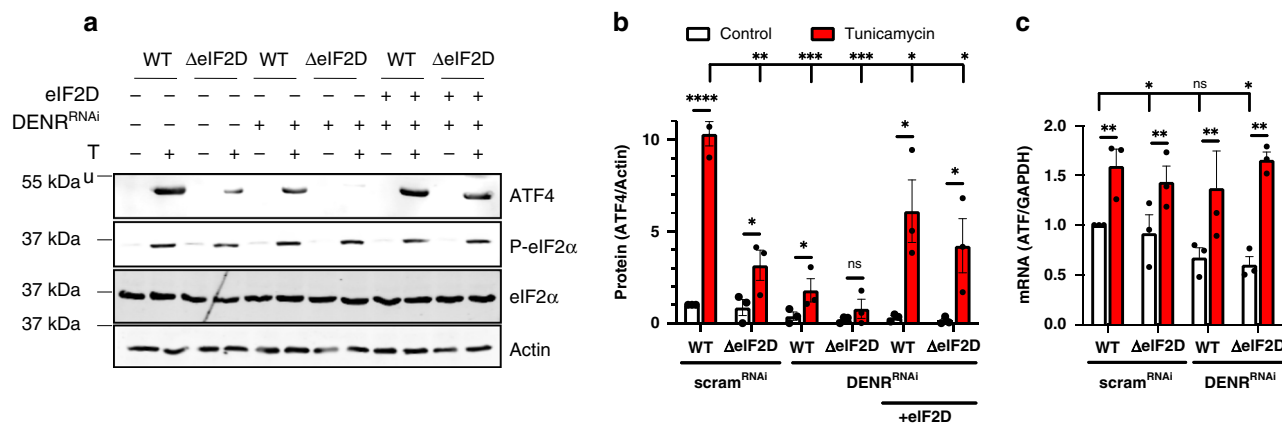 a
WT ΔeIF2D WT ΔeIF2D WT ΔeIF2D
eIF2D – – – – – – – – + + + +
DENR^RNAi – – – – + + + + + + + +
T – + – + – + – + – + – +
55 kDa u ATF4
37 kDa P-eIF2α
37 kDa eIF2α
37 kDa Actin
b
Control Tunicamycin
** *** *** * *
**** * * ns * *
Protein (ATF4/Actin)
10
5
0
WT ΔeIF2D WT ΔeIF2D WT ΔeIF2D
scram^RNAi DENR^RNAi
+eIF2D
c
* ns *
** ** ** **
mRNA (ATF/GAPDH)
2.0
1.5
1.0
0.5
0.0
WT ΔeIF2D WT ΔeIF2D
scram^RNAi DENR^RNAi